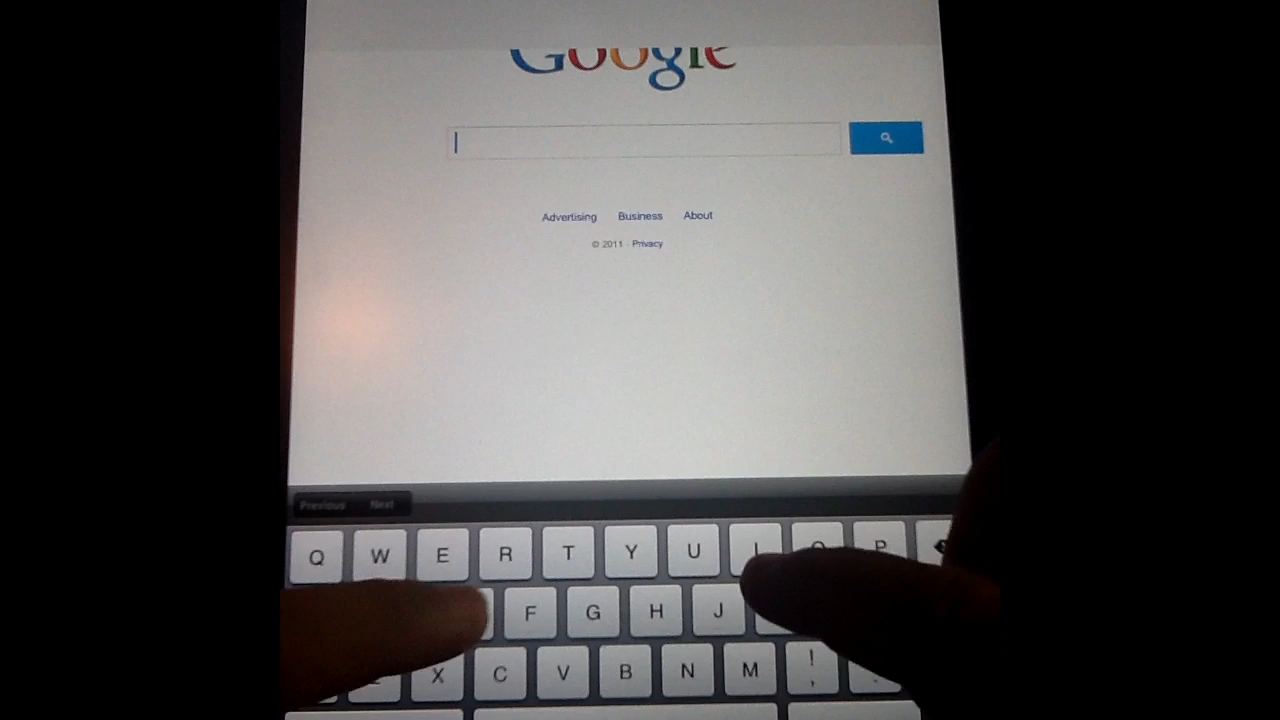 Google
Advertising Business About
© 2011 - Privacy
Previous Next
Q W E R T Y U I O P
F G H J
X C V B N M ! ,